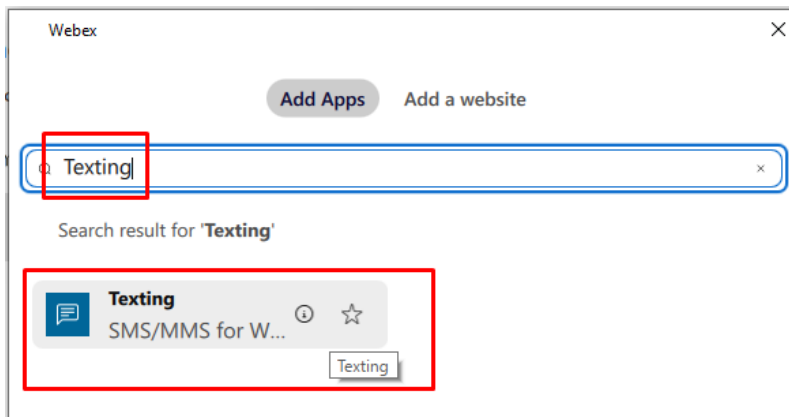 Webex
Add Apps Add a website
Texting
Search result for 'Texting'
Texting
SMS/MMS for W...
Texting